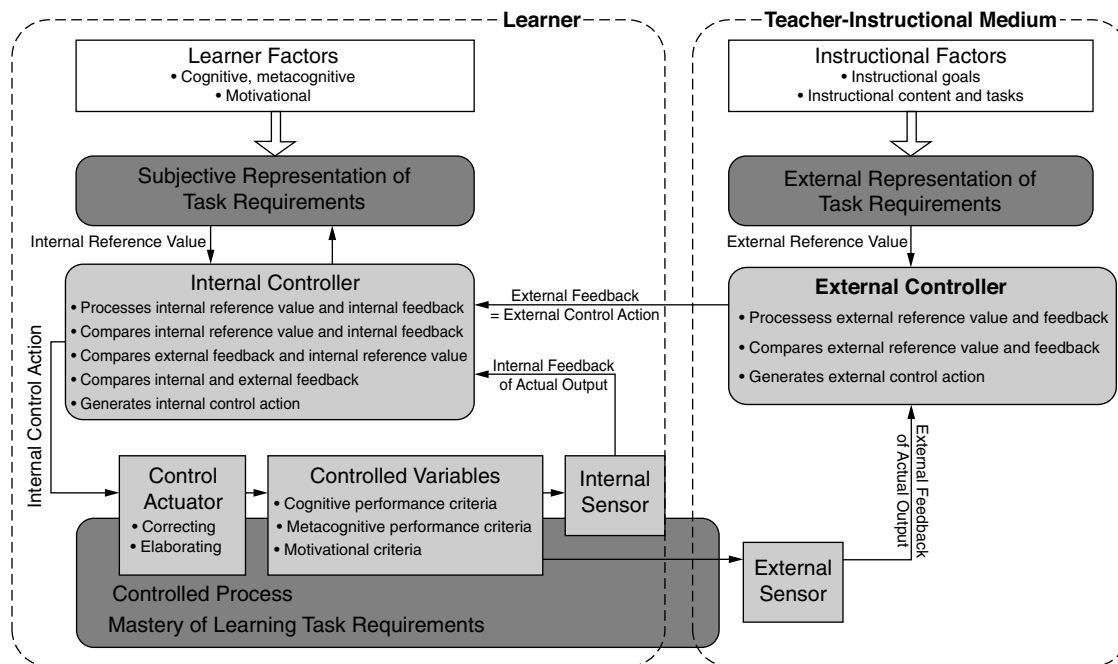 Learner
Learner Factors
• Cognitive, metacognitive
• Motivational
Subjective Representation of
Task Requirements
Internal Reference Value
Internal Controller
• Processes internal reference value and internal feedback
• Compares internal reference value and internal feedback
• Compares external feedback and internal reference value
• Compares internal and external feedback
• Generates internal control action
Internal Control Action
Control
Actuator
• Correcting
• Elaborating
Controlled Variables
• Cognitive performance criteria
• Metacognitive performance criteria
• Motivational criteria
Internal
Sensor
Internal Feedback
of Actual Output
External Feedback
= External Control Action
Controlled Process
Mastery of Learning Task Requirements
Teacher-Instructional Medium
Instructional Factors
• Instructional goals
• Instructional content and tasks
External Representation of
Task Requirements
External Reference Value
External Controller
• Processess external reference value and feedback
• Compares external reference value and feedback
• Generates external control action
External Feedback
of Actual Output
External
Sensor